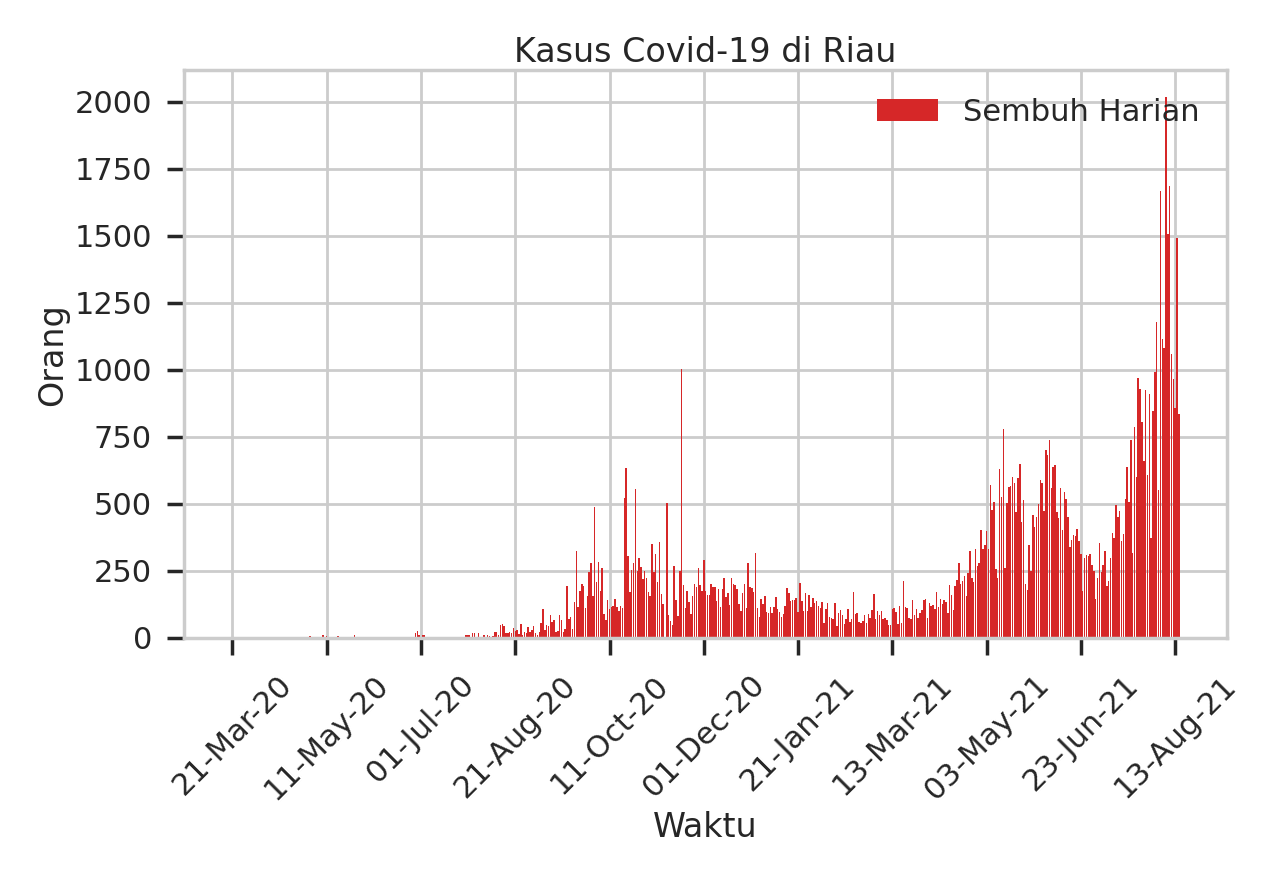 Kasus Covid-19 di Riau
Sembuh Harian
Orang
2000
1750
1500
1250
1000
750
500
250
0
21-Mar-20
11-May-20
01-Jul-20
21-Aug-20
11-Oct-20
01-Dec-20
21-Jan-21
13-Mar-21
03-May-21
23-Jun-21
13-Aug-21
Waktu